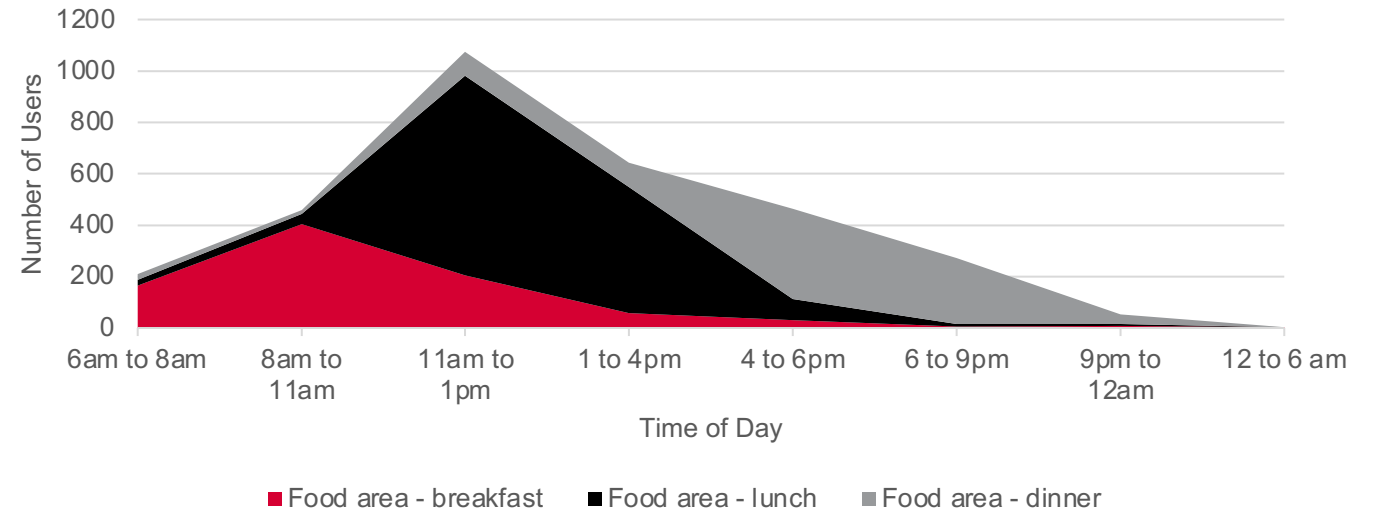 1200
1000
800
600
400
200
0
Number of Users
6am to 8am
8am to
11am
11am to
1pm
1 to 4pm
4 to 6pm
6 to 9pm
9pm to
12am
12 to 6 am
Time of Day
Food area - breakfast
Food area - lunch
Food area - dinner